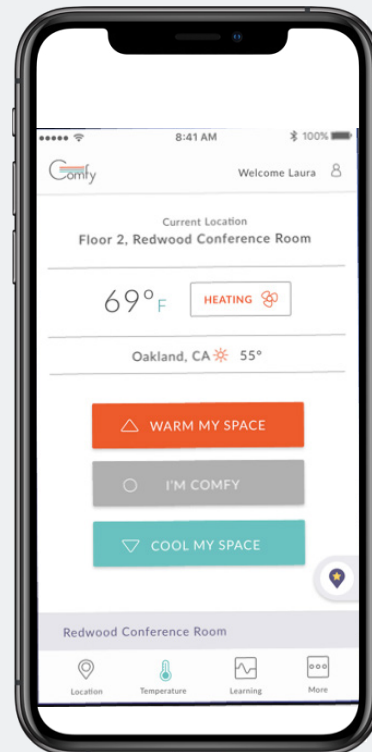 8:41 AM
100%
Comfy
Welcome Laura
Current Location
Floor 2, Redwood Conference Room
69°F
HEATING
Oakland, CA 55°
WARM MY SPACE
I'M COMFY
COOL MY SPACE
Redwood Conference Room
Location Temperature Learning More